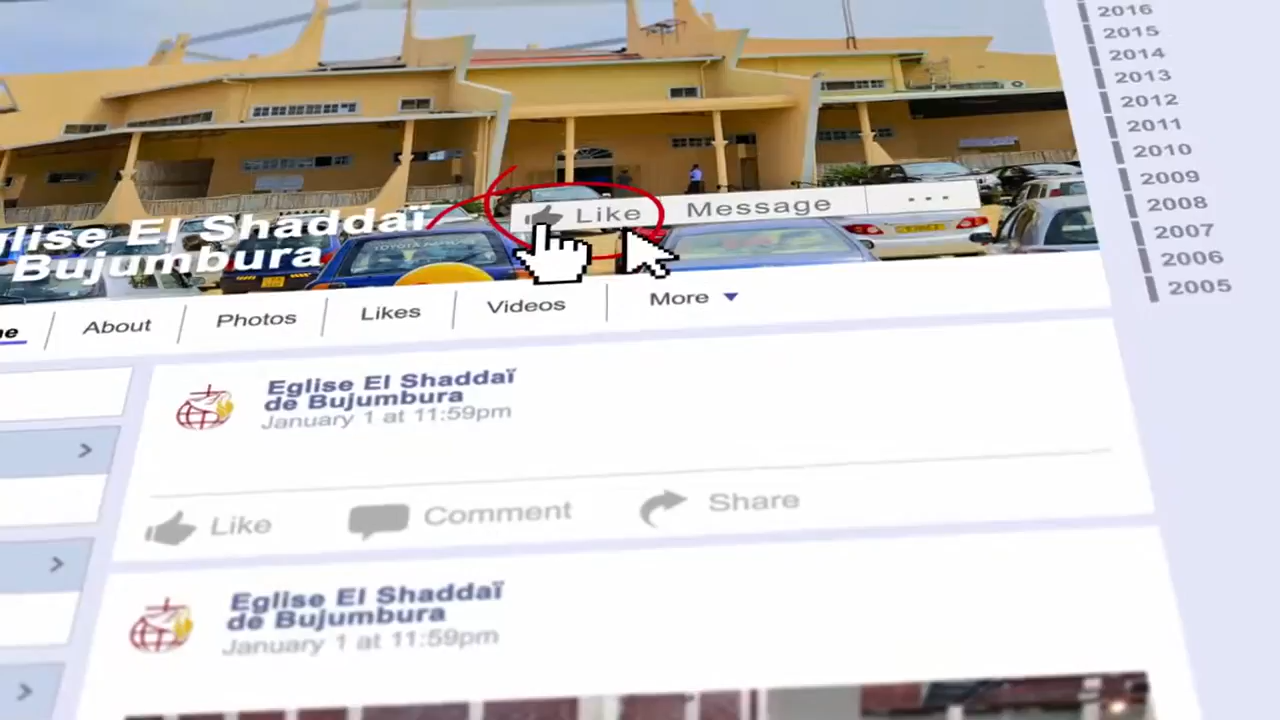 2016
2015
2014
2013
2012
2011
2010
2009
2008
2007
2006
2005
El Shaddaï
Bujumbura
Like Message ...
About Photos Likes Videos More
Eglise El Shaddaï
de Bujumbura
January 1 at 11:59pm
Like Comment Share
Eglise El Shaddaï
de Bujumbura
January 1 at 11:59pm